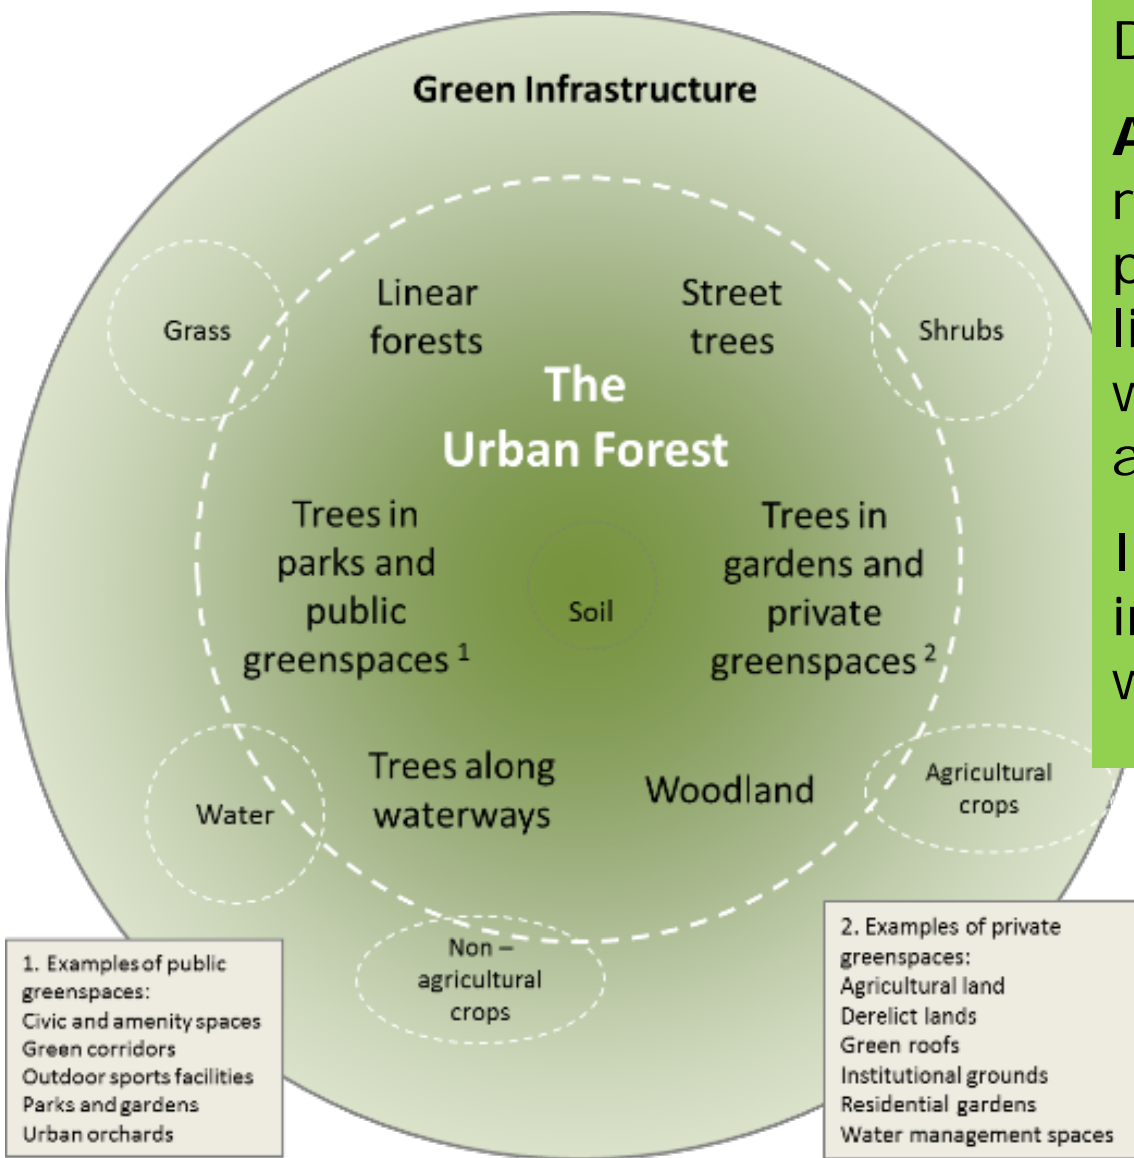 Green Infrastructure
Linear
forests
Street
trees
Grass
Shrubs
The
Urban Forest
Trees in
parks and
public
greenspaces 1
Soil
Trees in
gardens and
private
greenspaces 2
Trees along
waterways
Woodland
Water
Agricultural
crops
Non –
agricultural
crops
1. Examples of public
greenspaces:
Civic and amenity spaces
Green corridors
Outdoor sports facilities
Parks and gardens
Urban orchards
2. Examples of private
greenspaces:
Agricultural land
Derelict lands
Green roofs
Institutional grounds
Residential gardens
Water management spaces